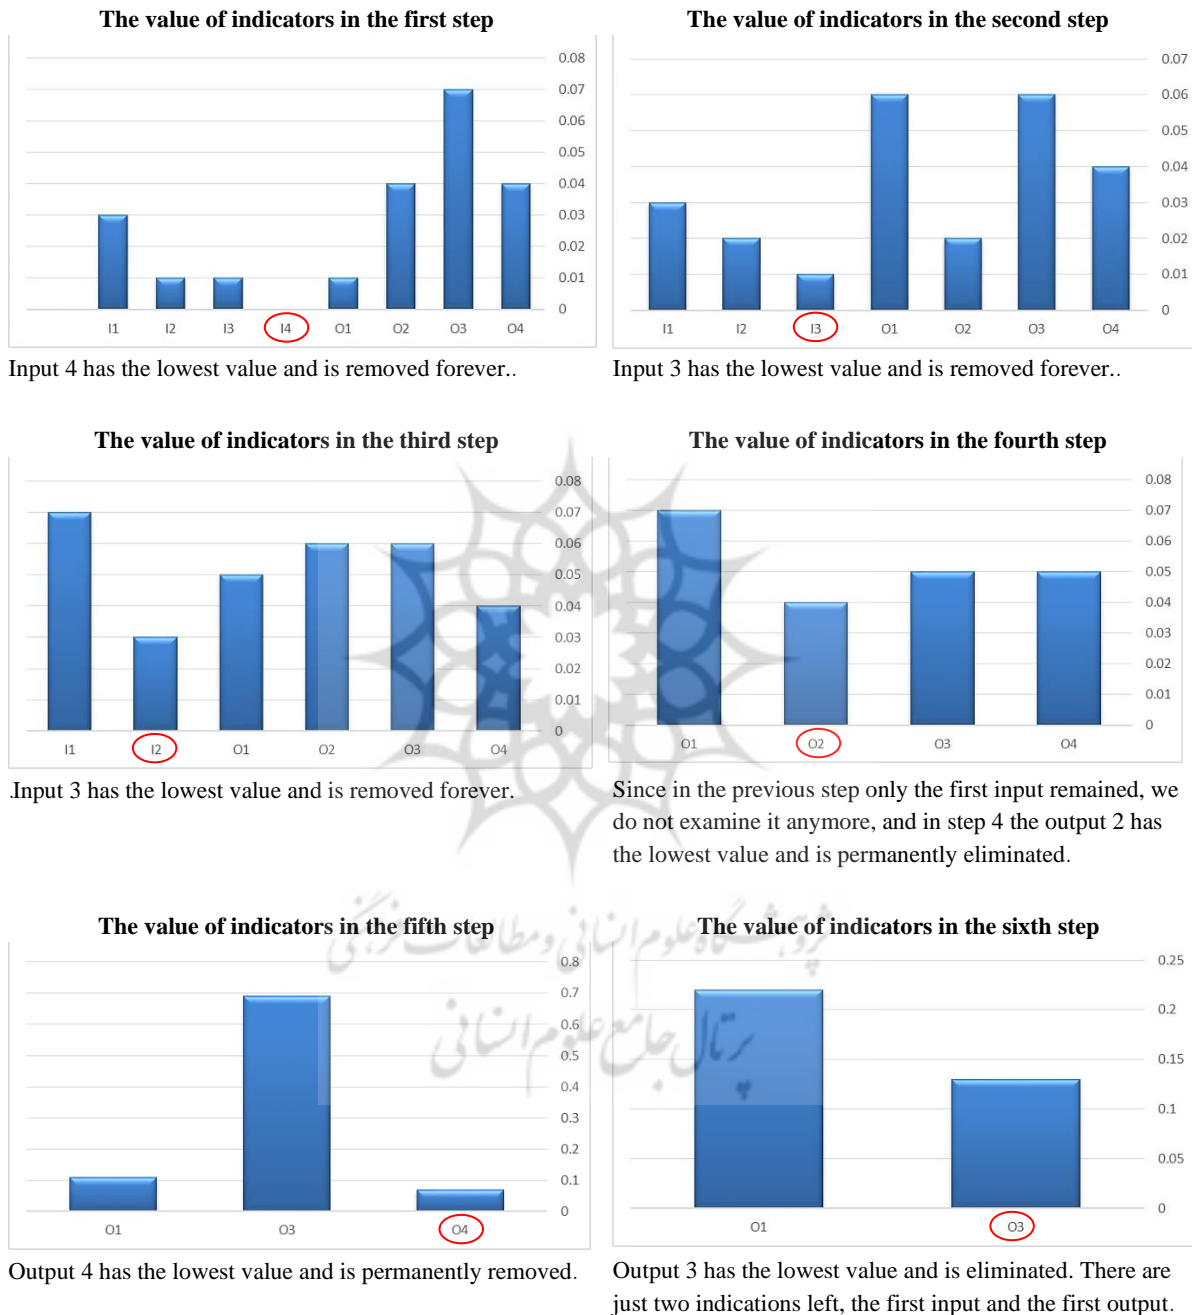 The value of indicators in the first step
0.08
0.07
0.06
0.05
0.04
0.03
0.02
0.01
0
I1 I2 I3 I4 O1 O2 O3 O4
Input 4 has the lowest value and is removed forever..
The value of indicators in the second step
0.07
0.06
0.05
0.04
0.03
0.02
0.01
0
I1 I2 I3 O1 O2 O3 O4
Input 3 has the lowest value and is removed forever..
The value of indicators in the third step
0.08
0.07
0.06
0.05
0.04
0.03
0.02
0.01
0
I1 I2 O1 O2 O3 O4
.Input 3 has the lowest value and is removed forever.
The value of indicators in the fourth step
0.08
0.07
0.06
0.05
0.04
0.03
0.02
0.01
0
O1 O2 O3 O4
Since in the previous step only the first input remained, we
do not examine it anymore, and in step 4 the output 2 has
the lowest value and is permanently eliminated.
The value of indicators in the fifth step
0.8
0.7
0.6
0.5
0.4
0.3
0.2
0.1
0
O1 O3 O4
Output 4 has the lowest value and is permanently removed.
The value of indicators in the sixth step
0.25
0.2
0.15
0.1
0.05
0
O1 O3
Output 3 has the lowest value and is eliminated. There are
just two indications left, the first input and the first output.
پژوهشگاه علوم انسانی و مطالعات فرهنگی
پرتال جامع علوم انسانی